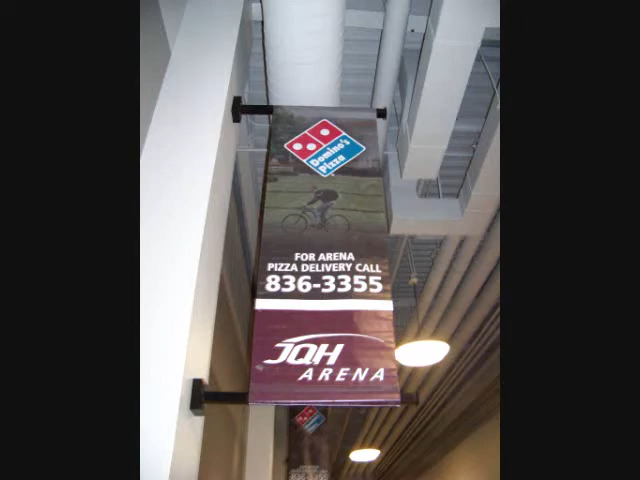 Domino's
Pizza
FOR ARENA
PIZZA DELIVERY CALL
836-3355
JQH
ARENA